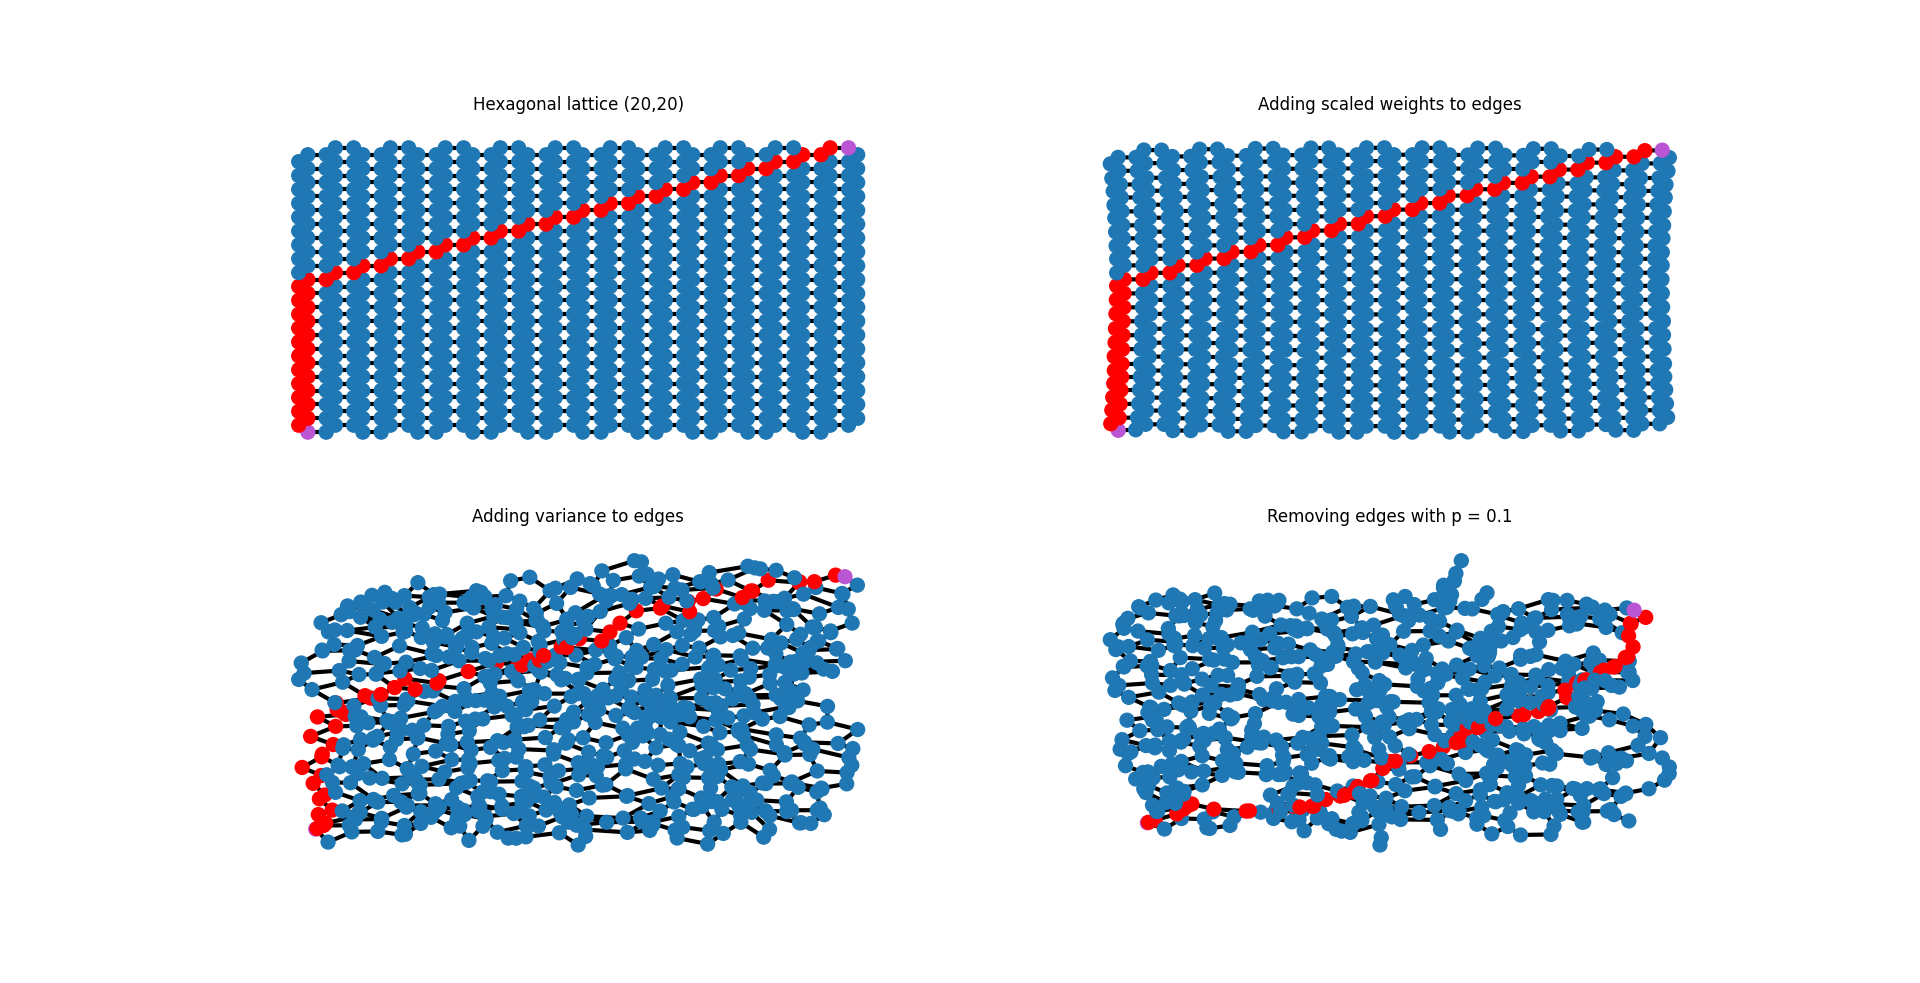 Hexagonal lattice (20,20)
Adding scaled weights to edges
Adding variance to edges
Removing edges with p = 0.1